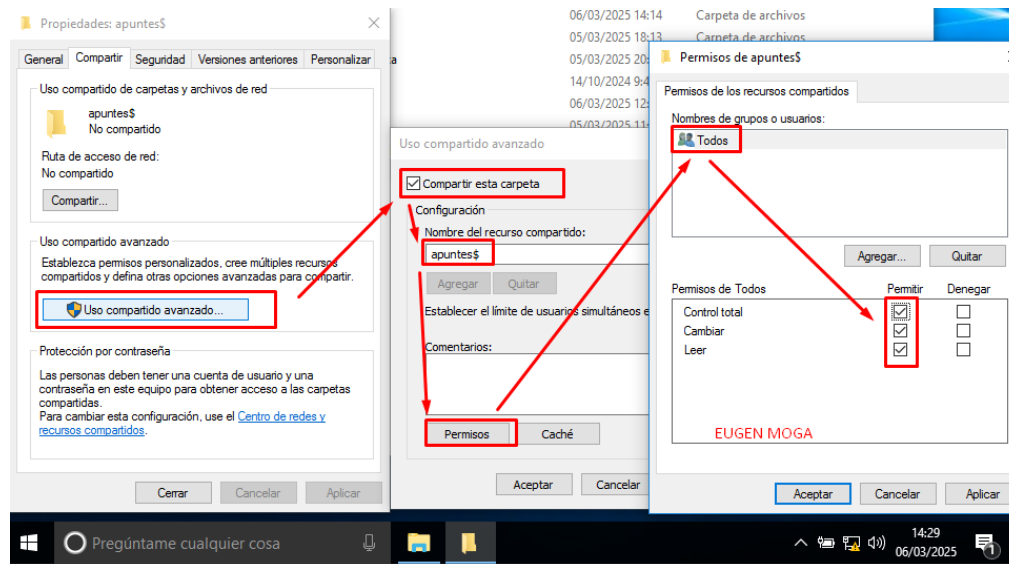 06/03/2025 14:14 Carpeta de archivos
05/03/2025 18:13 Carpeta de archivos
05/03/2025 20:
14/10/2024 9:4
06/03/2025 12:
05/03/2025 11:
Propiedades: apuntes$
General Compartir Seguridad Versiones anteriores Personalizar
Uso compartido de carpetas y archivos de red
apuntes$
No compartido
Ruta de acceso de red:
No compartido
Compartir...
Uso compartido avanzado
Establezca permisos personalizados, cree múltiples recursos
compartidos y defina otras opciones avanzadas para compartir.
Uso compartido avanzado...
Protección por contraseña
Las personas deben tener una cuenta de usuario y una
contraseña en este equipo para obtener acceso a las carpetas
compartidas.
Para cambiar esta configuración, use el Centro de redes y
recursos compartidos.
Cerrar Cancelar Aplicar
Uso compartido avanzado
Compartir esta carpeta
Configuración
Nombre del recurso compartido:
apuntes$
Agregar Quitar
Establecer el límite de usuarios simultáneos
Comentarios:
Permisos Caché
Aceptar Cancelar
Permisos de apuntes$
Permisos de los recursos compartidos
Nombres de grupos o usuarios:
Todos
Agregar... Quitar
Permisos de Todos Permitir Denegar
Control total
Cambiar
Leer
EUGEN MOGA
Aceptar Cancelar Aplicar
Pregúntame cualquier cosa
14:29
06/03/2025
1